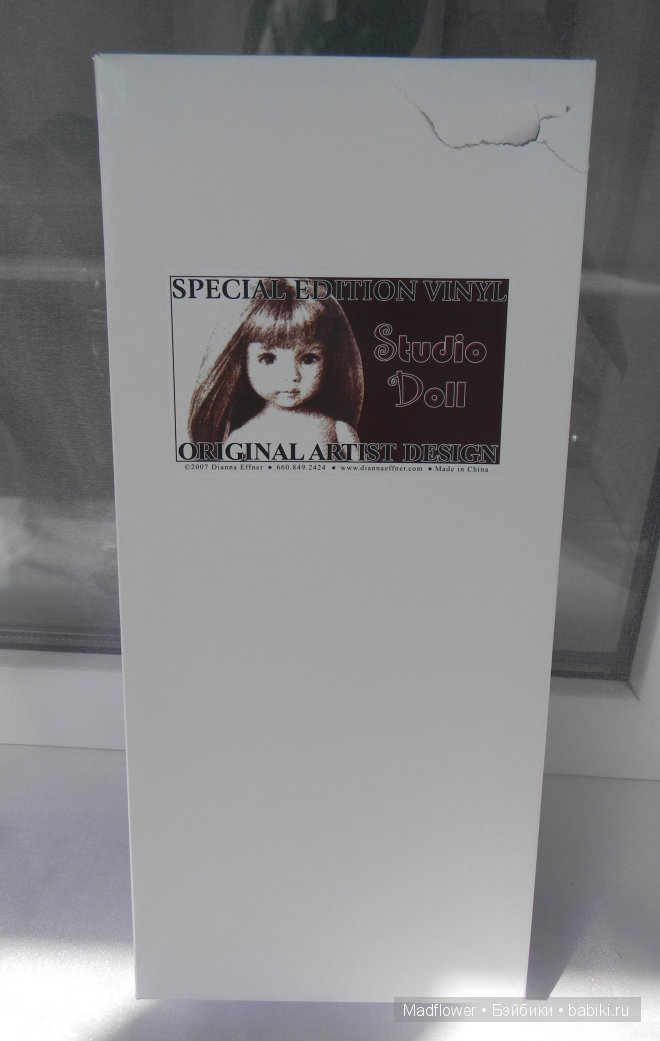 SPECIAL EDITION VINYL
Studio
Doll
ORIGINAL ARTIST DESIGN
©2007 Dianna Effner ● 660.849.2424 ● www.diannaeffner.com ● Made in China
Madflower • Бэйбики • babiki.ru